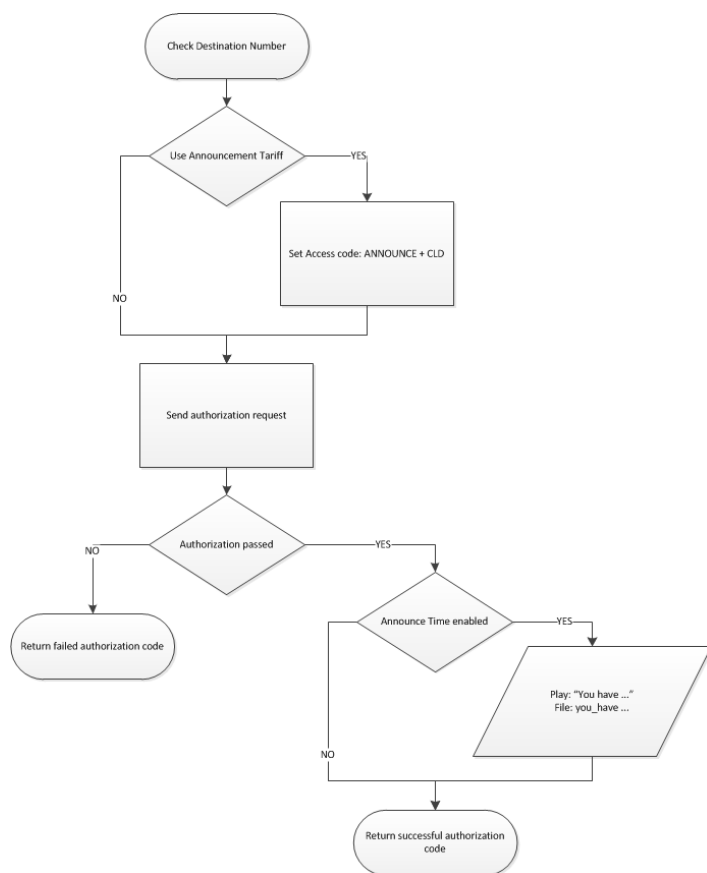 Check Destination Number
Use Announcement Tariff
YES
Set Access code: ANNOUNCE + CLD
NO
Send authorization request
Authorization passed
NO
YES
Return failed authorization code
Announce Time enabled
YES
Play: “You have ...”
File: you_have ...
NO
Return successful authorization
code